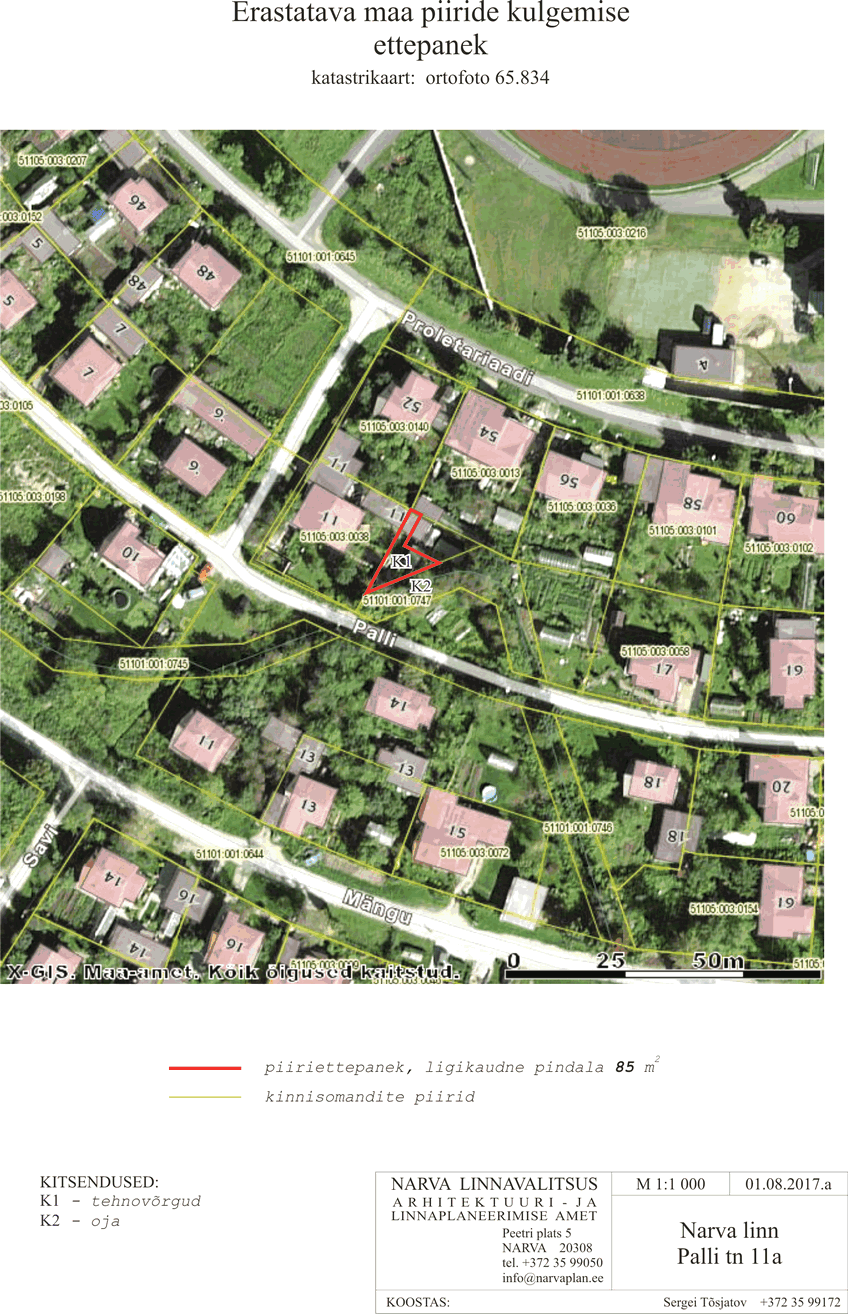 Erastatava maa piiride kulgemise
ettepanek
katastrikaart: ortofoto 65.834
51105:003:0207
46
:003:0152
5
48
48
5
7
7
51101:001:0645
51105:003:0216
4
Proletariaadi
51101:001:0638
03:0105
52
51105:003:0140
54
51105:003:0013
56
51105:003:0036
58
51105:003:0101
60
51105:003:0102
11
11
11
51105:003:0038
51105:003:0198
10
K1
K2
51101:001:0747
Palli
51101:001:0745
51105:003:0058
17
19
14
11
13
13
13
18
18
20
51105:0
51101:001:0746
51105:003:0072
51101:001:0644
Savi
14
16
14
16
Mängu
51105:003:0154
19
X-GIS. Maa-amet. Kõik õigused kaitstud.
0 25 50m
piiriettepanek, ligikaudne pindala 85 m²
kinnisomandite piirid
KITSENDUSED:
K1 - tehnovõrgud
K2 - oja
NARVA LINNAVALITSUS
ARHITEKTUURI-JA
LINNAPLANEERIMISE AMET
Peetri plats 5
NARVA 20308
tel. +372 35 99050
info@narvaplan.ee
M 1:1 000
01.08.2017.a
Narva linn
Palli tn 11a
KOOSTAS:
Sergei Tõsjatov +372 35 99172